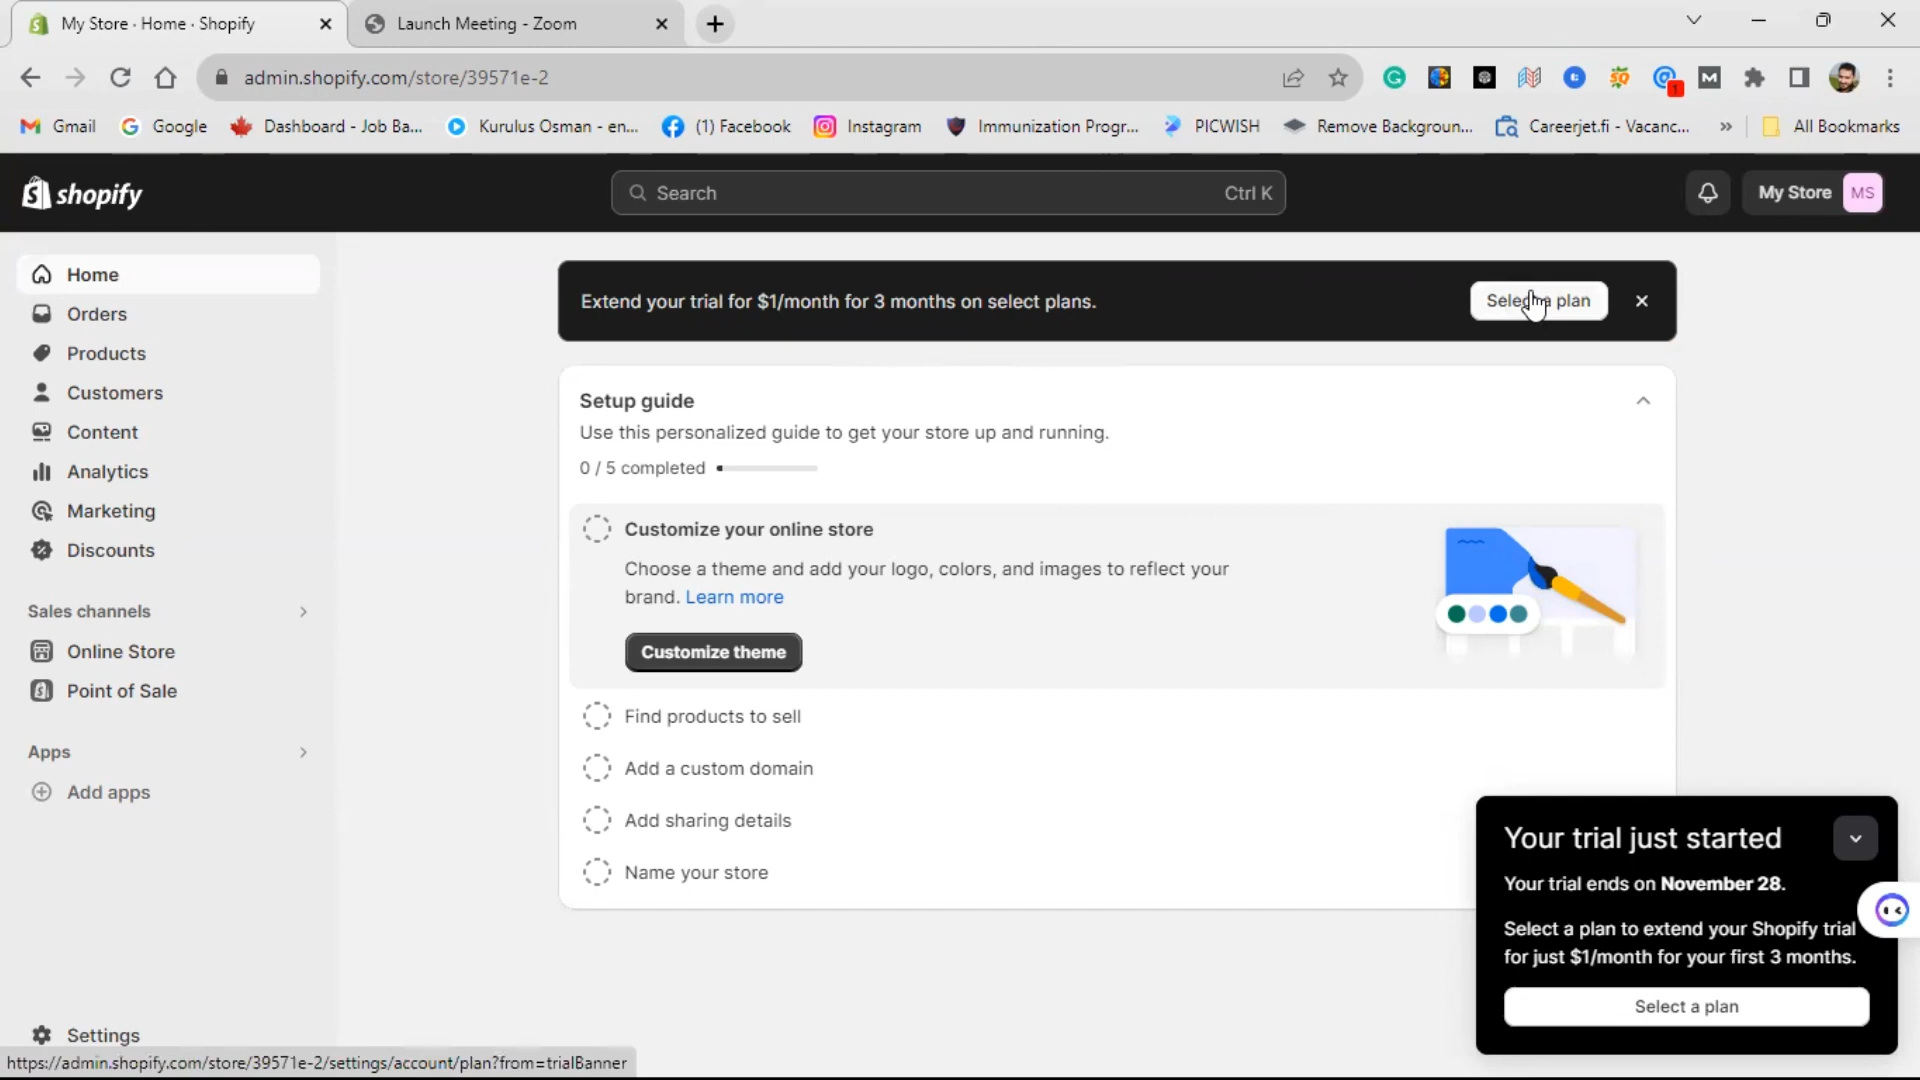 My Store · Home · Shopify
Launch Meeting - Zoom
admin.shopify.com/store/39571e-2
1
Gmail
Google
Dashboard - Job Ba...
Kurulus Osman - en...
(1) Facebook
Instagram
Immunization Progr...
PICWISH
Remove Backgroun...
Careerjet.fi - Vacanc...
»
All Bookmarks
shopify
Search
Ctrl K
My Store
MS
Home
Orders
Products
Customers
Content
Analytics
Marketing
Discounts
Sales channels
Online Store
Point of Sale
Apps
Add apps
Settings
Extend your trial for $1/month for 3 months on select plans.
Select a plan
Setup guide
Use this personalized guide to get your store up and running.
0 / 5 completed
Customize your online store
Choose a theme and add your logo, colors, and images to reflect your
brand. Learn more
Customize theme
Find products to sell
Add a custom domain
Add sharing details
Name your store
Your trial just started
Your trial ends on November 28.
Select a plan to extend your Shopify trial
for just $1/month for your first 3 months.
Select a plan
https://admin.shopify.com/store/39571e-2/settings/account/plan?from=trialBanner